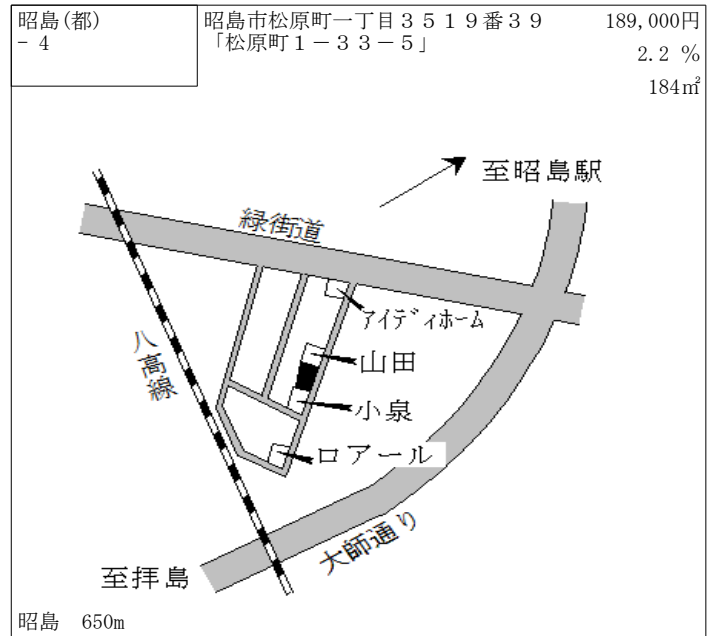 昭島(都)
- 4
昭島市松原町一丁目３５１９番３９
「松原町１－３３－５」
189,000円
2.2 %
184㎡
至昭島駅
緑街道
アイディホーム
八高線
山田
小泉
ロアール
大師通り
至拝島
昭島 650m